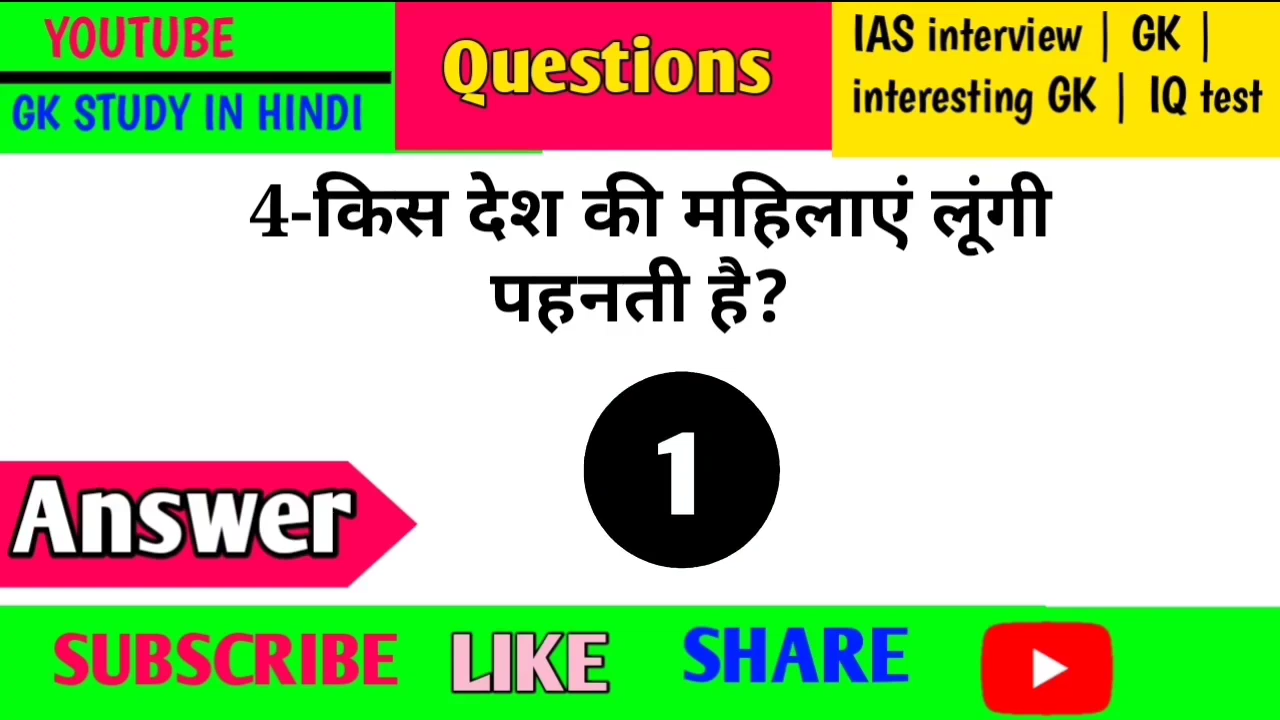 YOUTUBE
GK STUDY IN HINDI
Questions
IAS interview | GK |
interesting GK | IQ test
4-किस देश की महिलाएं लूंगी
पहनती है?
1
Answer
SUBSCRIBE LIKE SHARE